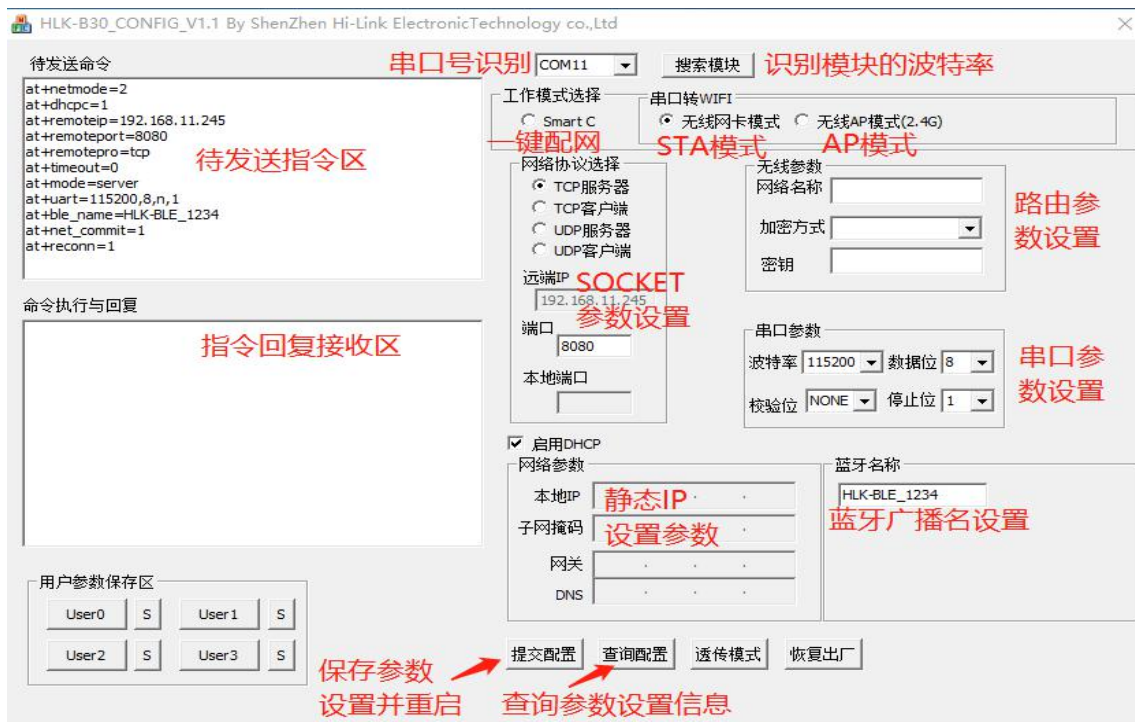 HLK-B30_CONFIG_V1.1 By ShenZhen Hi-Link ElectronicTechnology co.,Ltd
待发送命令
串口号识别
COM11
搜索模块
识别模块的波特率
at+netmode=2
at+dhcpc=1
at+remoteip=192.168.11.245
at+remoteport=8080
at+remotepro=tcp
at+timeout=0
at+mode=server
at+uart=115200,8,n,1
at+ble_name=HLK-BLE_1234
at+net_commit=1
at+reconn=1
待发送指令区
工作模式选择
Smart C
一键配网
串口转WIFI
无线网卡模式
无线AP模式(2.4G)
STA模式
AP模式
网络协议选择
TCP服务器
TCP客户端
UDP服务器
UDP客户端
远端IP
192.168.11.245
SOCKET
参数设置
端口
8080
本地端口
无线参数
网络名称
加密方式
密钥
路由参
数设置
命令执行与回复
指令回复接收区
串口参数
波特率 115200 数据位 8
校验位 NONE 停止位 1
串口参
数设置
启用DHCP
网络参数
本地IP
子网掩码
网关
DNS
静态IP
设置参数
蓝牙名称
HLK-BLE_1234
蓝牙广播名设置
用户参数保存区
User0 S User1 S
User2 S User3 S
提交配置 查询配置 透传模式 恢复出厂
保存参数
设置并重启
查询参数设置信息